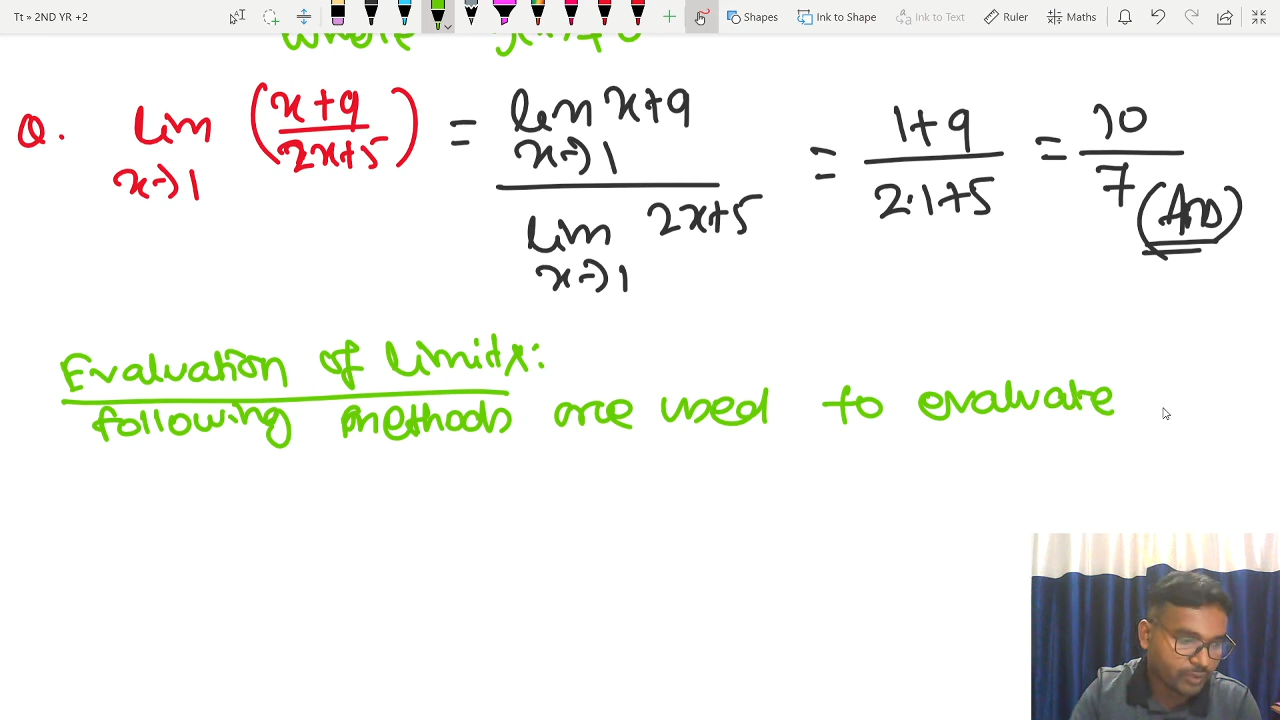 Tt » 2ND YR +2
Shapes Ink to Shape Ink to Text Ruler Maths
Q. lim x→1 (x+9 / 2x+5) = lim x→1 x+9 / lim x→1 2x+5 = 1+9 / 2·1+5 = 10 / 7 (Ans)
Evaluation of limits:
following methods are used to evaluate